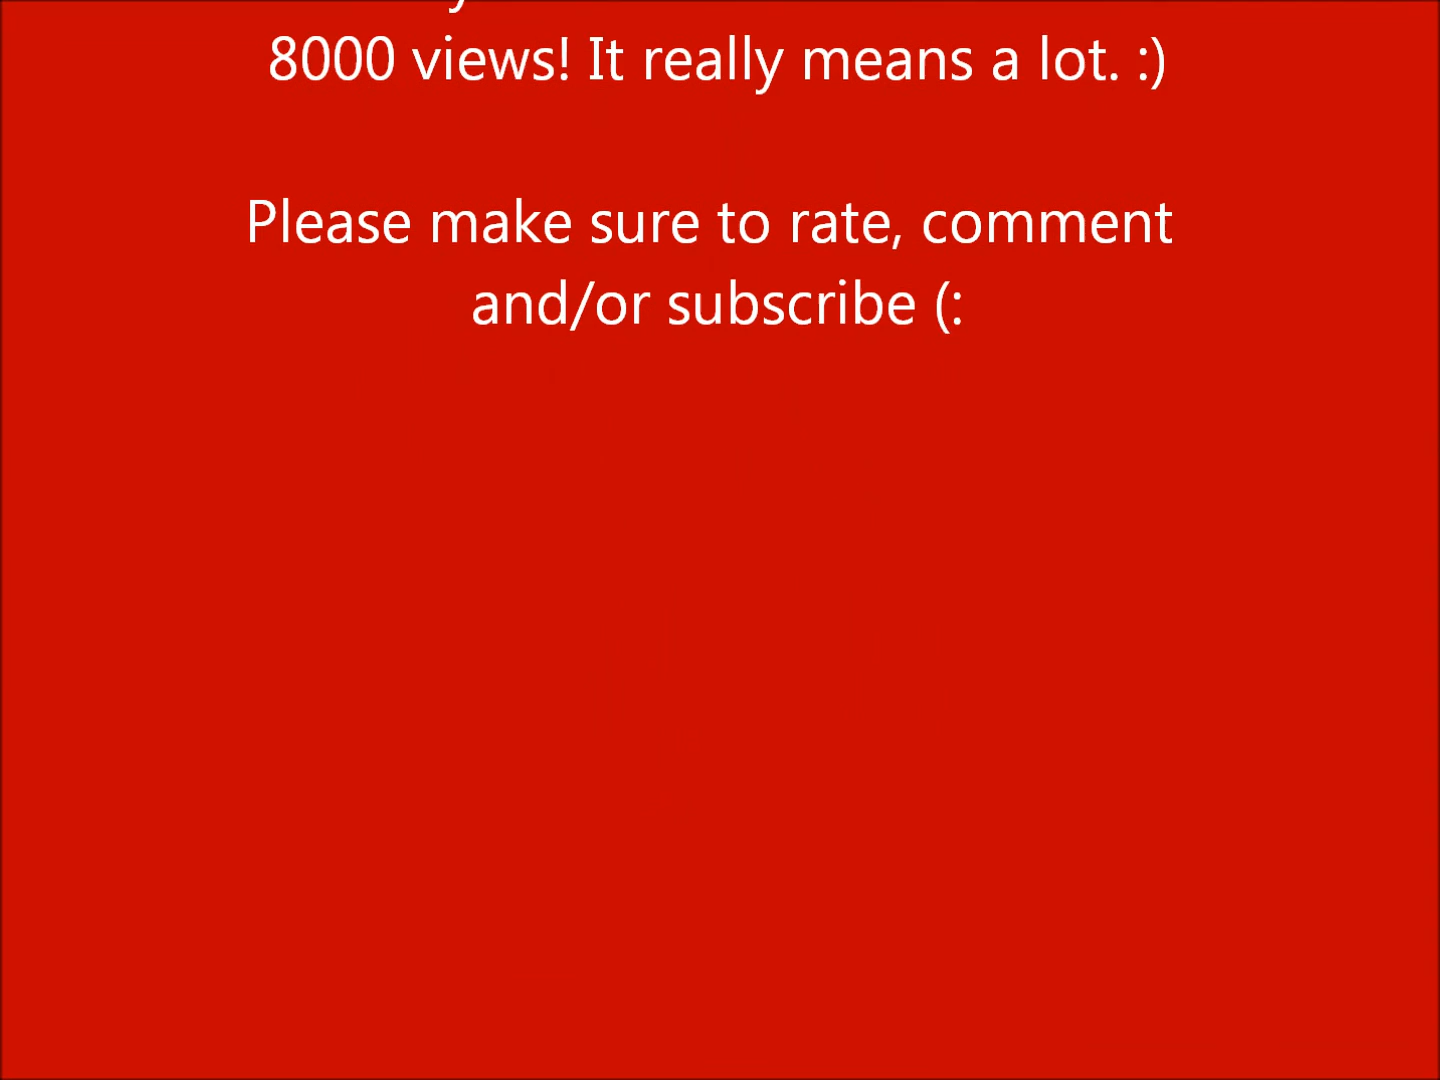 8000 views! It really means a lot. :)
Please make sure to rate, comment
and/or subscribe (: